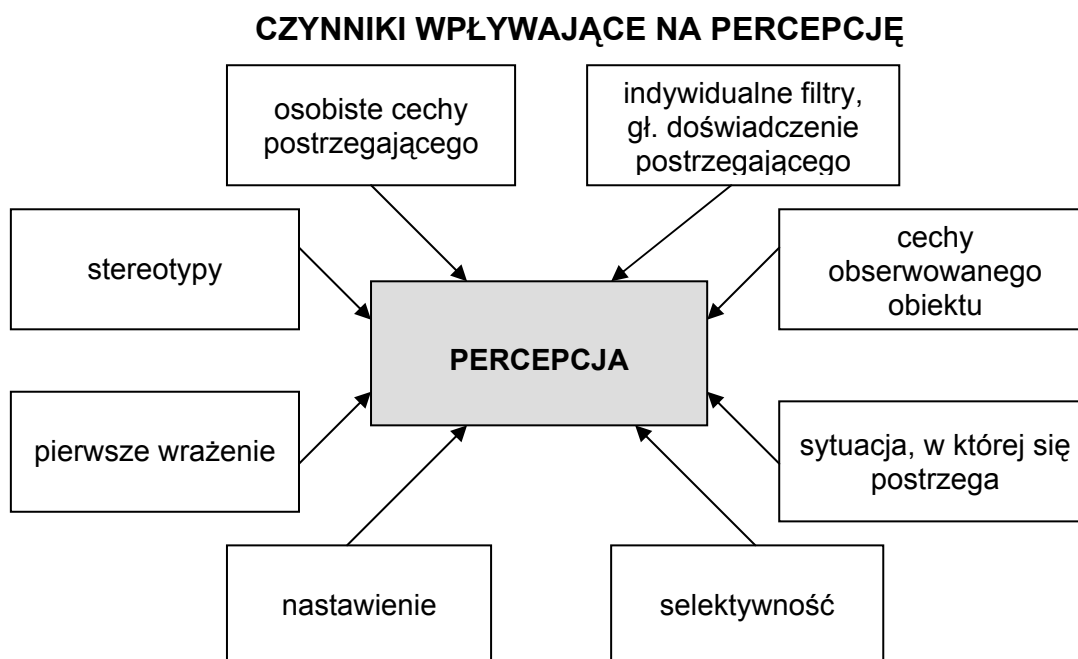 CZYNNIKI WPŁYWAJĄCE NA PERCEPCJĘ
osobiste cechy
postrzegającego
indywidualne filtry,
gł. doświadczenie
postrzegającego
stereotypy
cechy
obserwowanego
obiektu
PERCEPCJA
pierwsze wrażenie
sytuacja, w której się
postrzega
nastawienie
selektywność